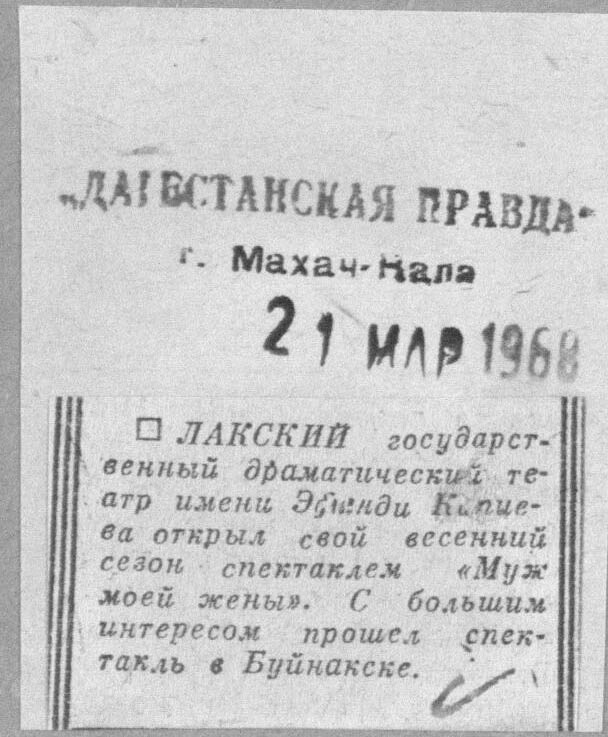 „ДАГЕСТАНСКАЯ ПРАВДА“
г. Махач-Кала
21 МАР 1968
□ ЛАКСКИЙ государст-
венный драматический те-
атр имени Эффенди Капие-
ва открыл свой весенний
сезон спектаклем «Муж
моей жены». С большим
интересом прошел спек-
такль в Буйнакске.